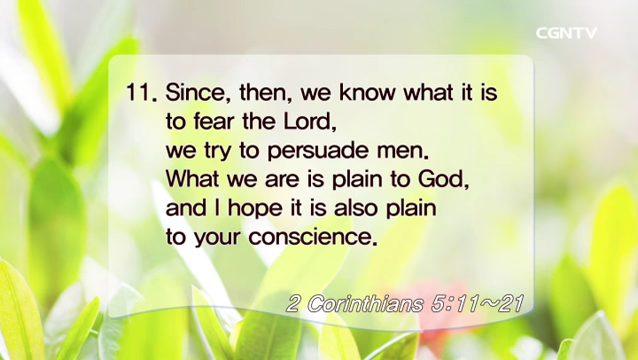 CGNTV
11. Since, then, we know what it is
to fear the Lord,
we try to persuade men.
What we are is plain to God,
and I hope it is also plain
to your conscience.
2 Corinthians 5:11~21